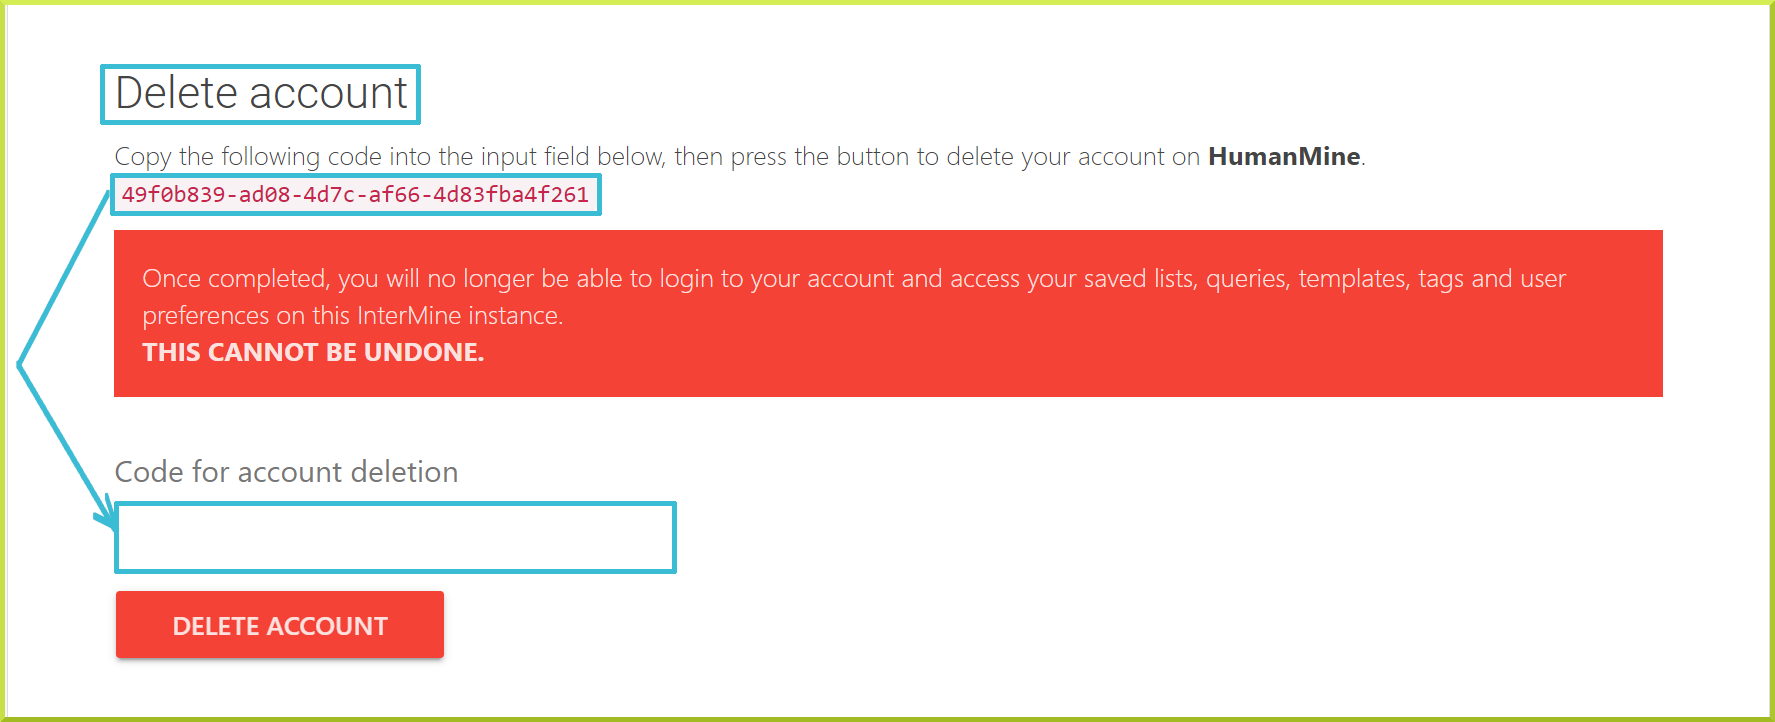 Delete account
Copy the following code into the input field below, then press the button to delete your account on HumanMine.
49f0b839-ad08-4d7c-af66-4d83fba4f261
Once completed, you will no longer be able to login to your account and access your saved lists, queries, templates, tags and user
preferences on this InterMine instance.
THIS CANNOT BE UNDONE.
Code for account deletion
DELETE ACCOUNT